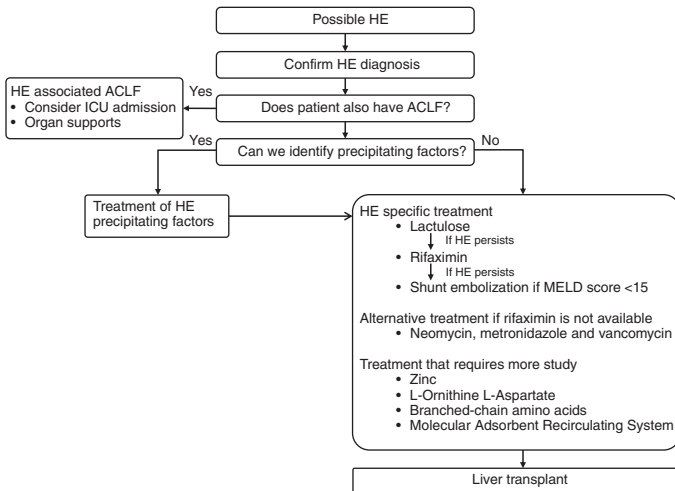 Possible HE
Confirm HE diagnosis
HE associated ACLF
• Consider ICU admission
• Organ supports
Yes
Does patient also have ACLF?
Yes
Can we identify precipitating factors?
No
Treatment of HE
precipitating factors
HE specific treatment
• Lactulose
If HE persists
• Rifaximin
If HE persists
• Shunt embolization if MELD score <15
Alternative treatment if rifaximin is not available
• Neomycin, metronidazole and vancomycin
Treatment that requires more study
• Zinc
• L-Ornithine L-Aspartate
• Branched-chain amino acids
• Molecular Adsorbent Recirculating System
Liver transplant